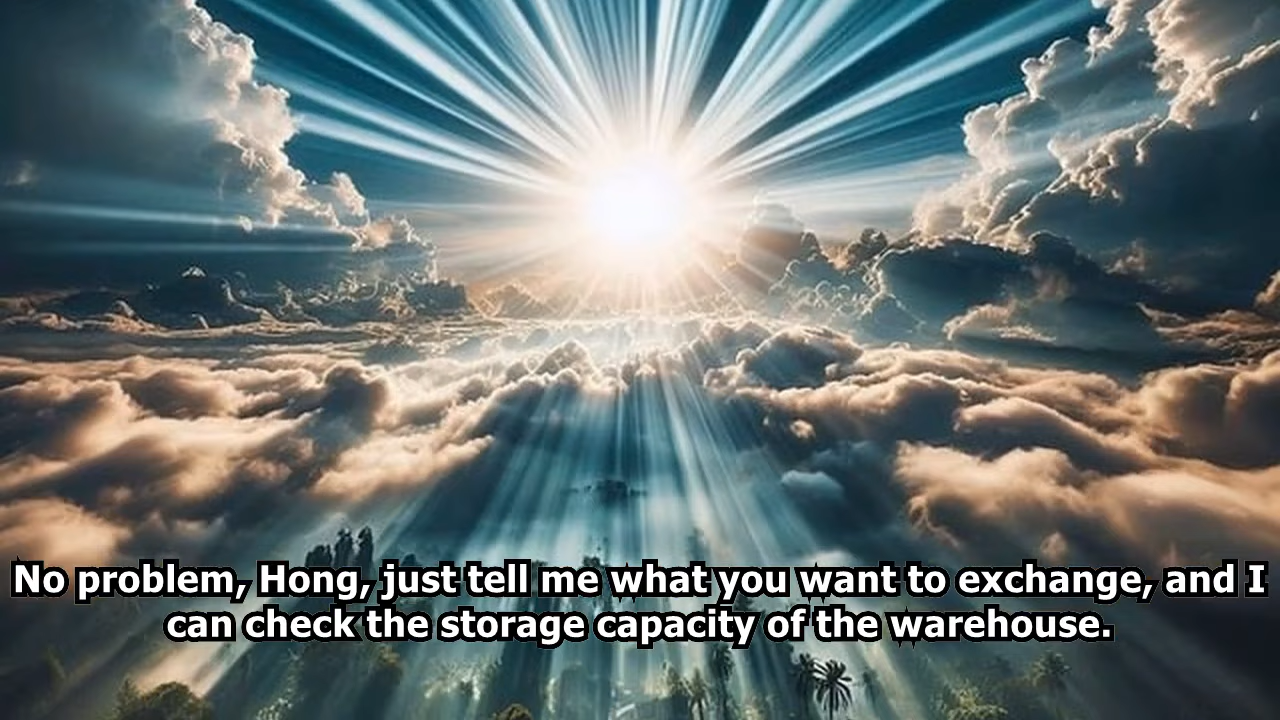 No problem, Hong, just tell me what you want to exchange, and I
can check the storage capacity of the warehouse.